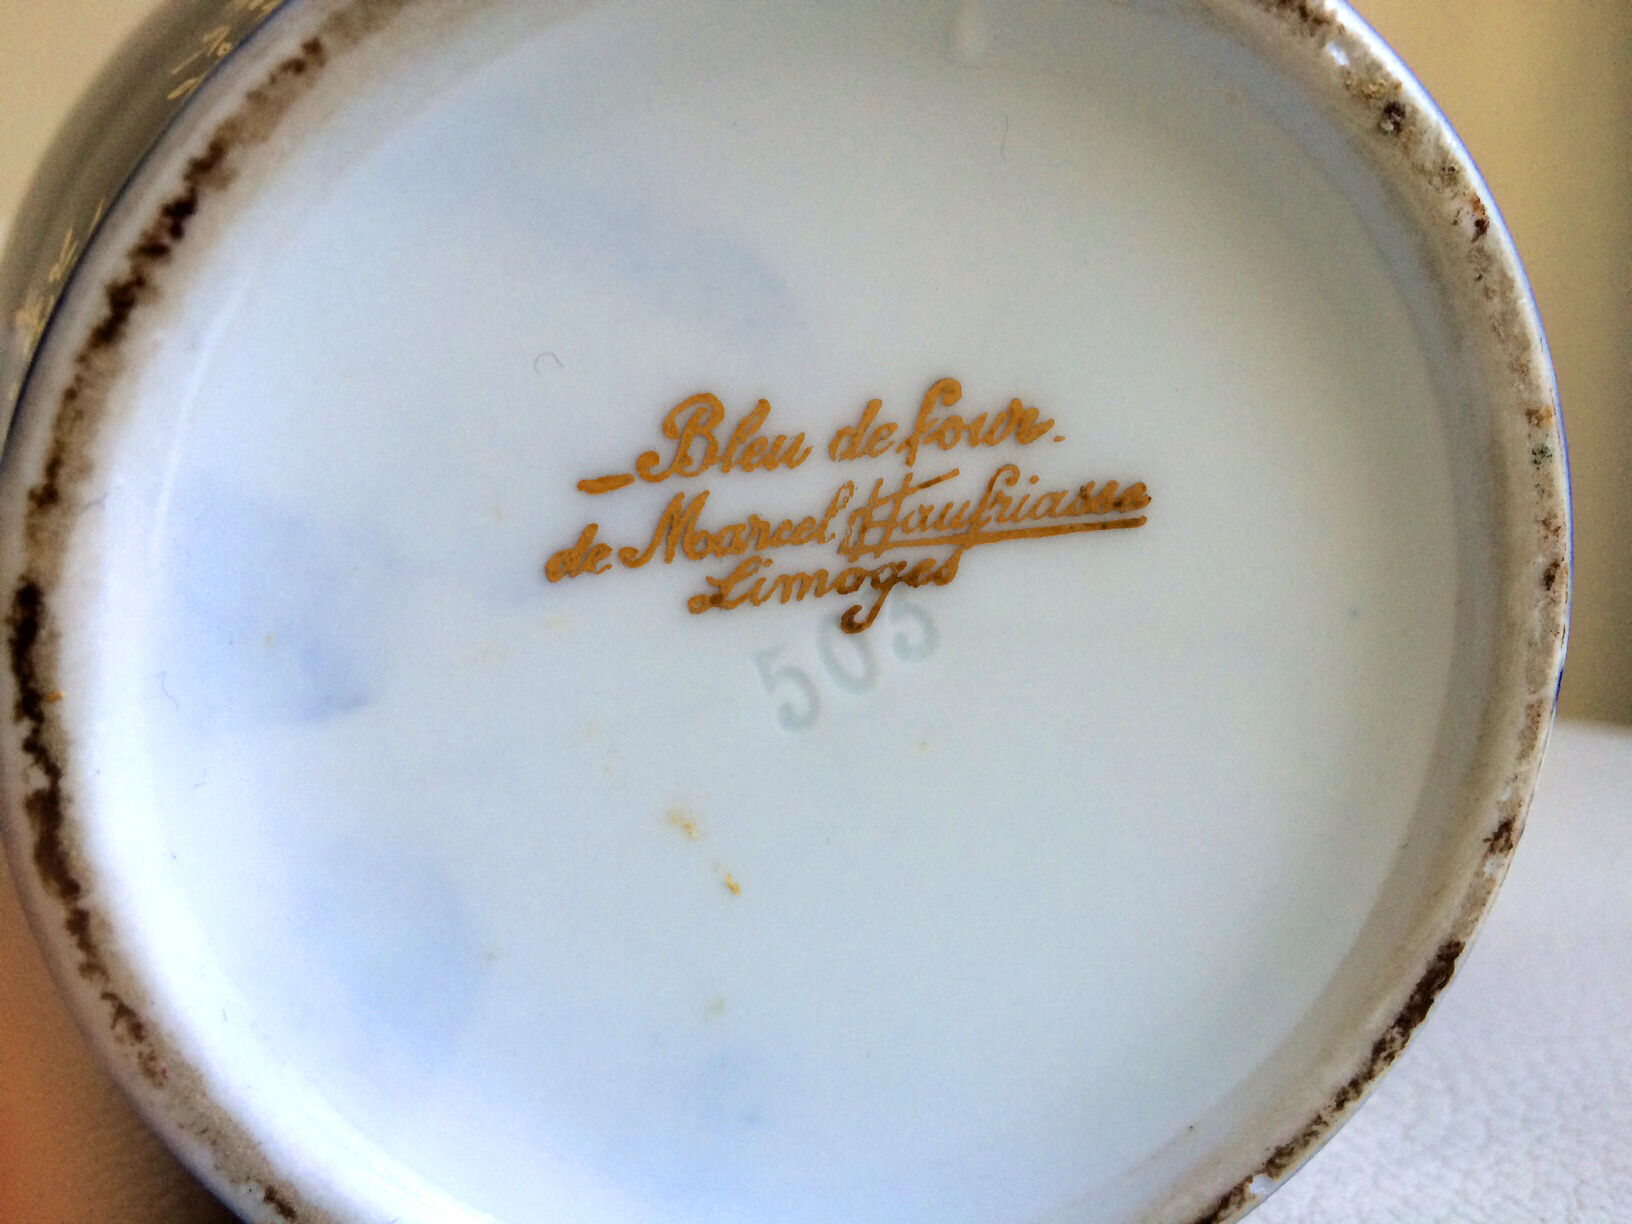 Bleu de four.
de Marcel Chaufriasse
Limoges
505